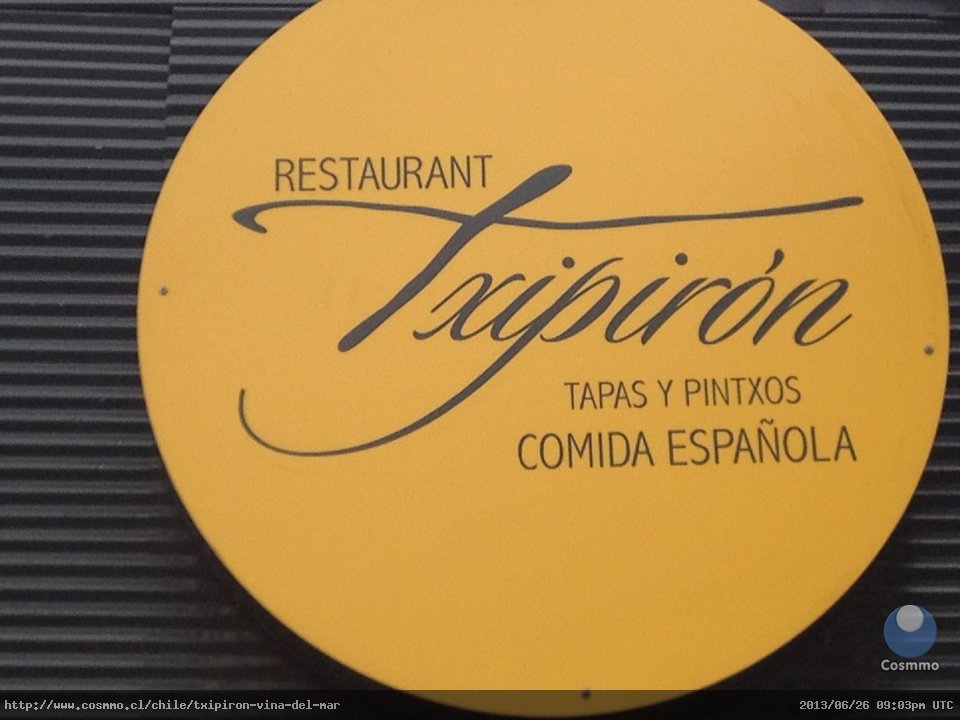 RESTAURANT
Txipirón
TAPAS Y PINTXOS
COMIDA ESPAÑOLA
Cosmmo
http://www.cosmmo.cl/chile/txipiron-vina-del-mar
2013/06/26 09:03pm UTC